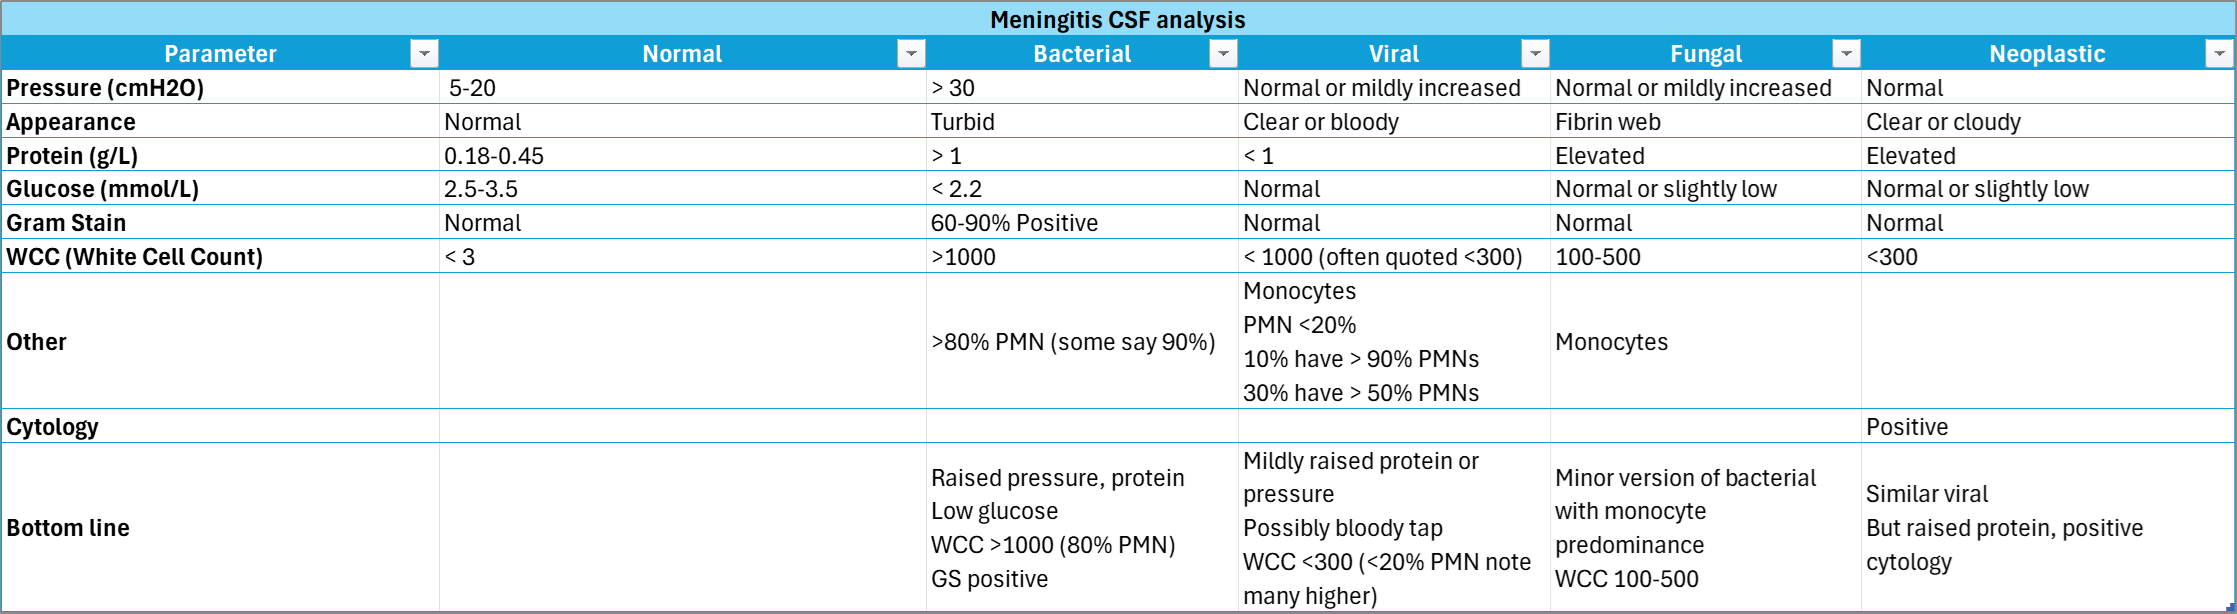 Meningitis CSF analysis
Parameter Normal Bacterial Viral Fungal Neoplastic
Pressure (cmH2O) 5-20 > 30 Normal or mildly increased Normal or mildly increased Normal
Appearance Normal Turbid Clear or bloody Fibrin web Clear or cloudy
Protein (g/L) 0.18-0.45 > 1 < 1 Elevated Elevated
Glucose (mmol/L) 2.5-3.5 < 2.2 Normal Normal or slightly low Normal or slightly low
Gram Stain Normal 60-90% Positive Normal Normal Normal
WCC (White Cell Count) < 3 >1000 < 1000 (often quoted <300) 100-500 <300
Other
>80% PMN (some say 90%)
Monocytes
PMN <20%
10% have > 90% PMNs
30% have > 50% PMNs
Monocytes
Cytology Positive
Bottom line
Raised pressure, protein
Low glucose
WCC >1000 (80% PMN)
GS positive
Mildly raised protein or
pressure
Possibly bloody tap
WCC <300 (<20% PMN note
many higher)
Minor version of bacterial
with monocyte
predominance
WCC 100-500
Similar viral
But raised protein, positive
cytology